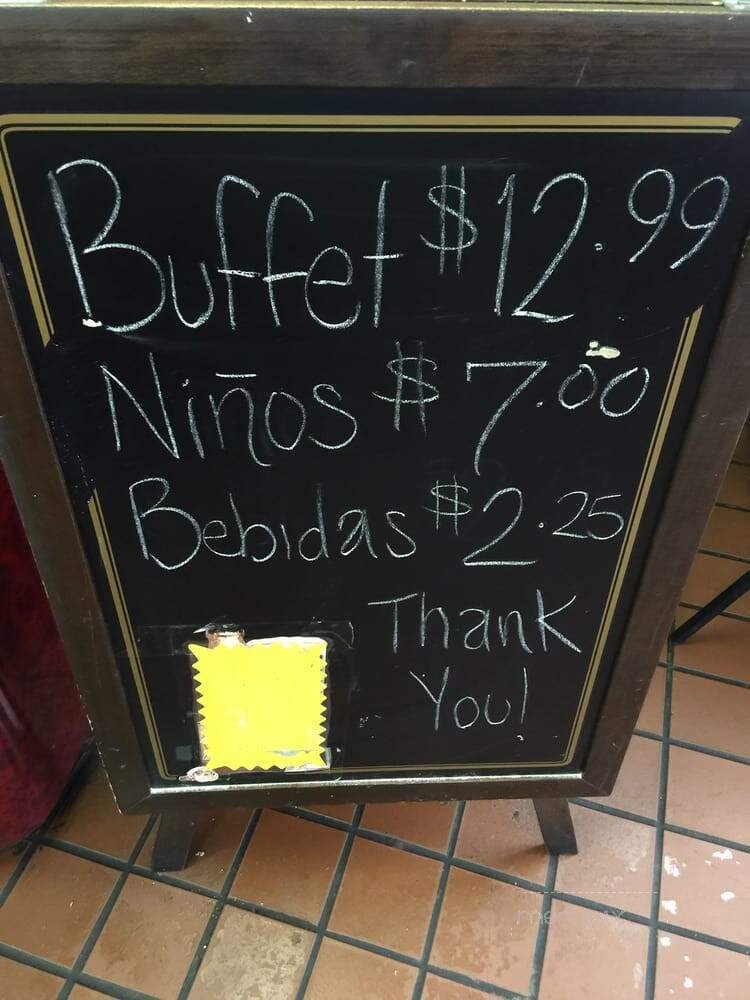 Buffet $12.99
Niños $7.00
Bebidas $2.25
Thank
You!